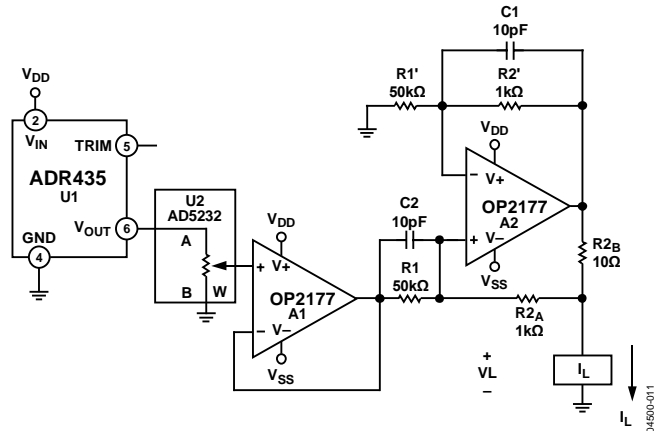 C1
10pF
R1'
50kΩ
R2'
1kΩ
VDD
2
VIN
TRIM
5
ADR435
U1
VOUT
6
GND
4
U2
AD5232
A
B
W
VDD
+
V+
OP2177
A1
−
V−
VSS
C2
10pF
R1
50kΩ
VDD
−
V+
OP2177
A2
+
V−
VSS
R2B
10Ω
R2A
1kΩ
+
VL
−
IL
IL
04500-011